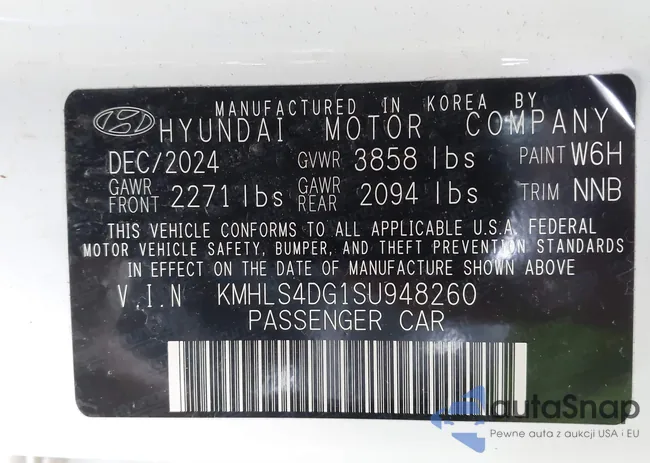 MANUFACTURED IN KOREA BY
HYUNDAI MOTOR COMPANY
DEC/2024 GVWR 3858 lbs PAINT W6H
GAWR FRONT 2271 lbs GAWR REAR 2094 lbs TRIM NNB
THIS VEHICLE CONFORMS TO ALL APPLICABLE U.S.A. FEDERAL
MOTOR VEHICLE SAFETY, BUMPER, AND THEFT PREVENTION STANDARDS
IN EFFECT ON THE DATE OF MANUFACTURE SHOWN ABOVE
V.I.N KMHLS4DG1SU948260
PASSENGER CAR
autaSnap
Pewne auta z aukcji USA i EU